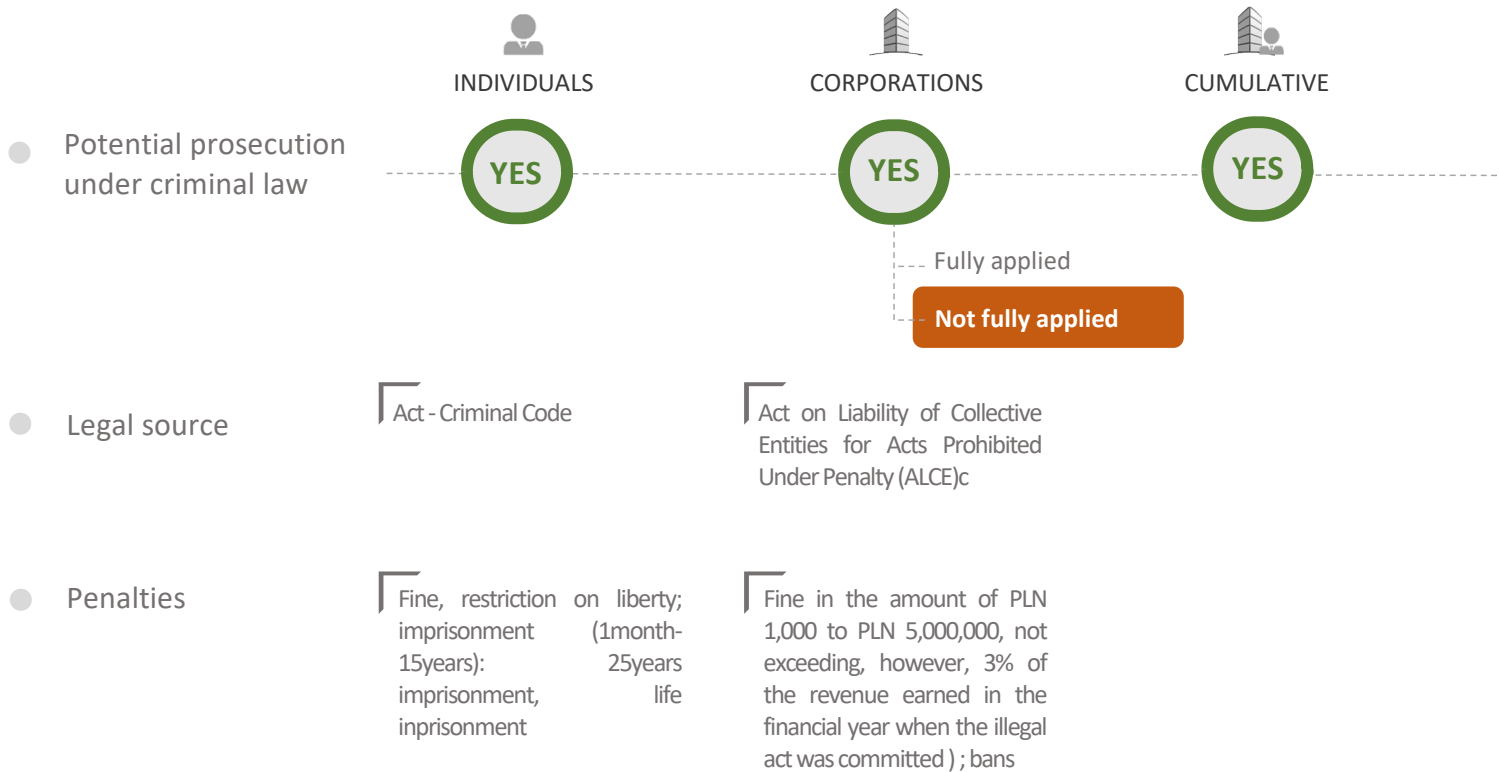 INDIVIDUALS
CORPORATIONS
CUMULATIVE
Potential prosecution
under criminal law
YES
YES
YES
Fully applied
Not fully applied
Legal source
Act - Criminal Code
Act on Liability of Collective
Entities for Acts Prohibited
Under Penalty (ALCE)c
Penalties
Fine, restriction on liberty;
imprisonment (1month-
15years): 25years
imprisonment, life
inprisonment
Fine in the amount of PLN
1,000 to PLN 5,000,000, not
exceeding, however, 3% of
the revenue earned in the
financial year when the illegal
act was committed ) ; bans